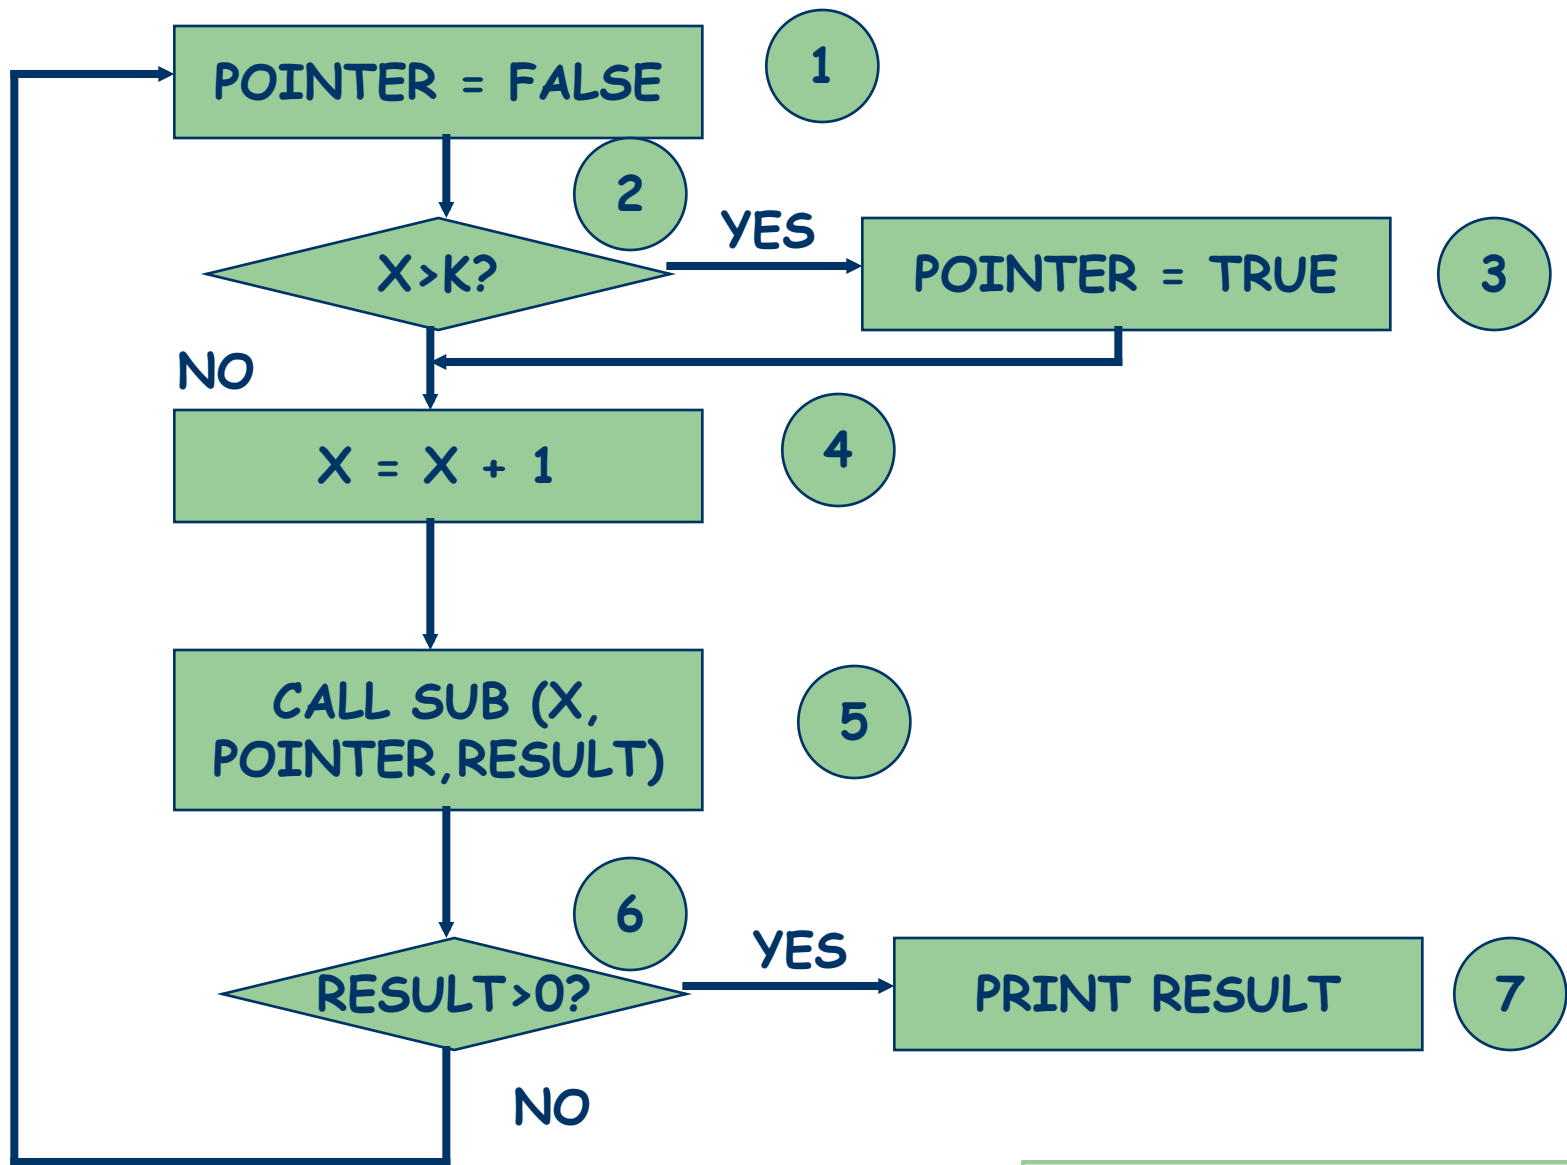 POINTER = FALSE
1
2
X>K?
YES
POINTER = TRUE
3
NO
X = X + 1
4
CALL SUB (X,
POINTER,RESULT)
5
6
RESULT>0?
YES
PRINT RESULT
7
NO